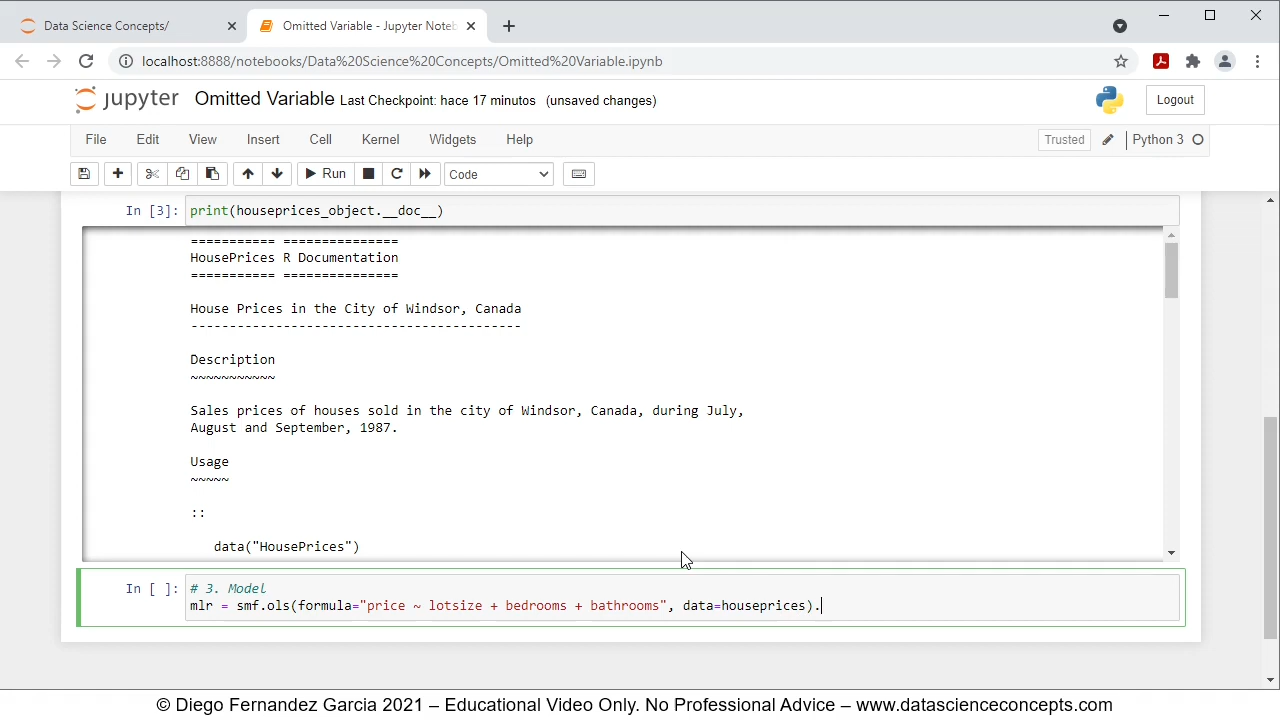 Data Science Concepts/
Omitted Variable - Jupyter Noteb
localhost:8888/notebooks/Data%20Science%20Concepts/Omitted%20Variable.ipynb
jupyter Omitted Variable Last Checkpoint: hace 17 minutos (unsaved changes)
Logout
File Edit View Insert Cell Kernel Widgets Help
Trusted Python 3
Run Code
In [3]: print(houseprices_object.__doc__)
=========== ===============
HousePrices R Documentation
=========== ===============
House Prices in the City of Windsor, Canada
-------------------------------------------
Description
~~~~~~~~~~~
Sales prices of houses sold in the city of Windsor, Canada, during July,
August and September, 1987.
Usage
~~~~~
::
data("HousePrices")
In [ ]: # 3. Model
mlr = smf.ols(formula="price ~ lotsize + bedrooms + bathrooms", data=houseprices).
© Diego Fernandez Garcia 2021 – Educational Video Only. No Professional Advice – www.datascienceconcepts.com